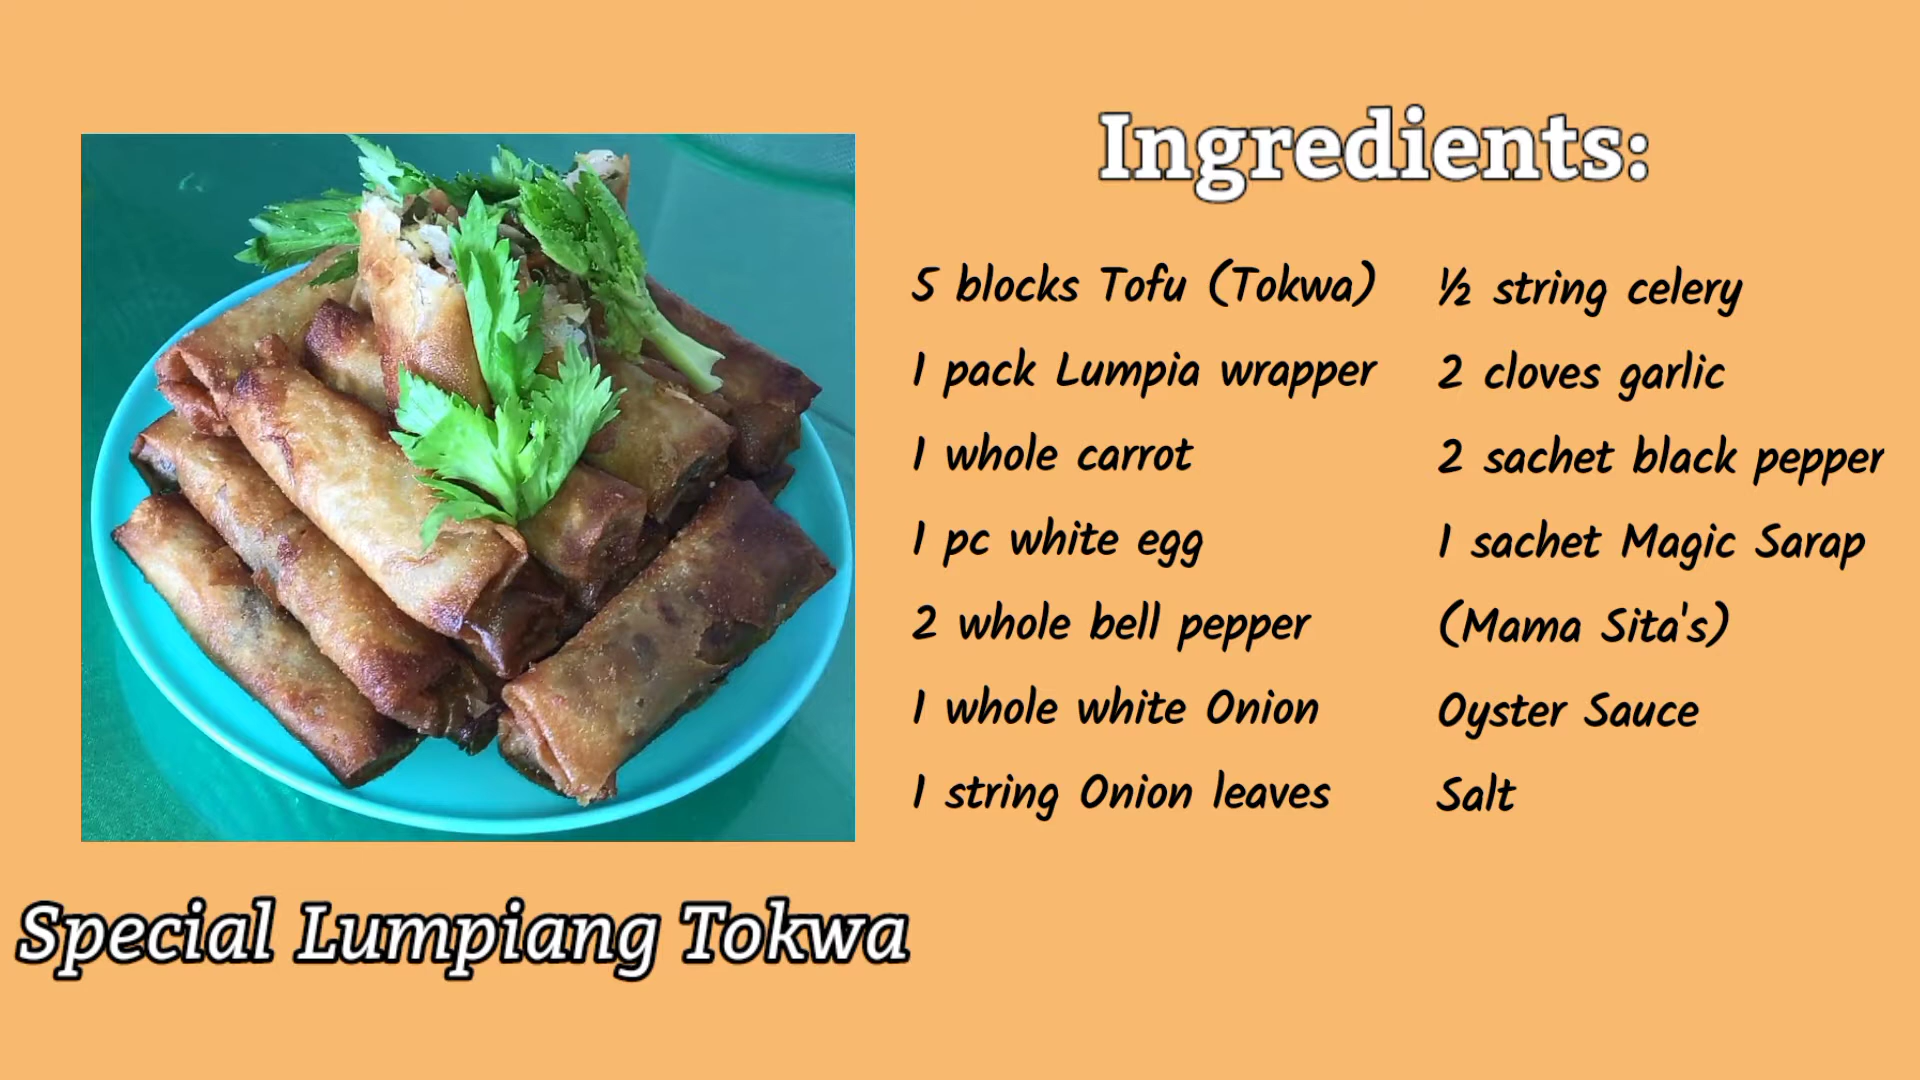 Ingredients:
5 blocks Tofu (Tokwa)
1 pack Lumpia wrapper
1 whole carrot
1 pc white egg
2 whole bell pepper
1 whole white Onion
1 string Onion leaves
½ string celery
2 cloves garlic
2 sachet black pepper
1 sachet Magic Sarap
(Mama Sita's)
Oyster Sauce
Salt
Special Lumpiang Tokwa